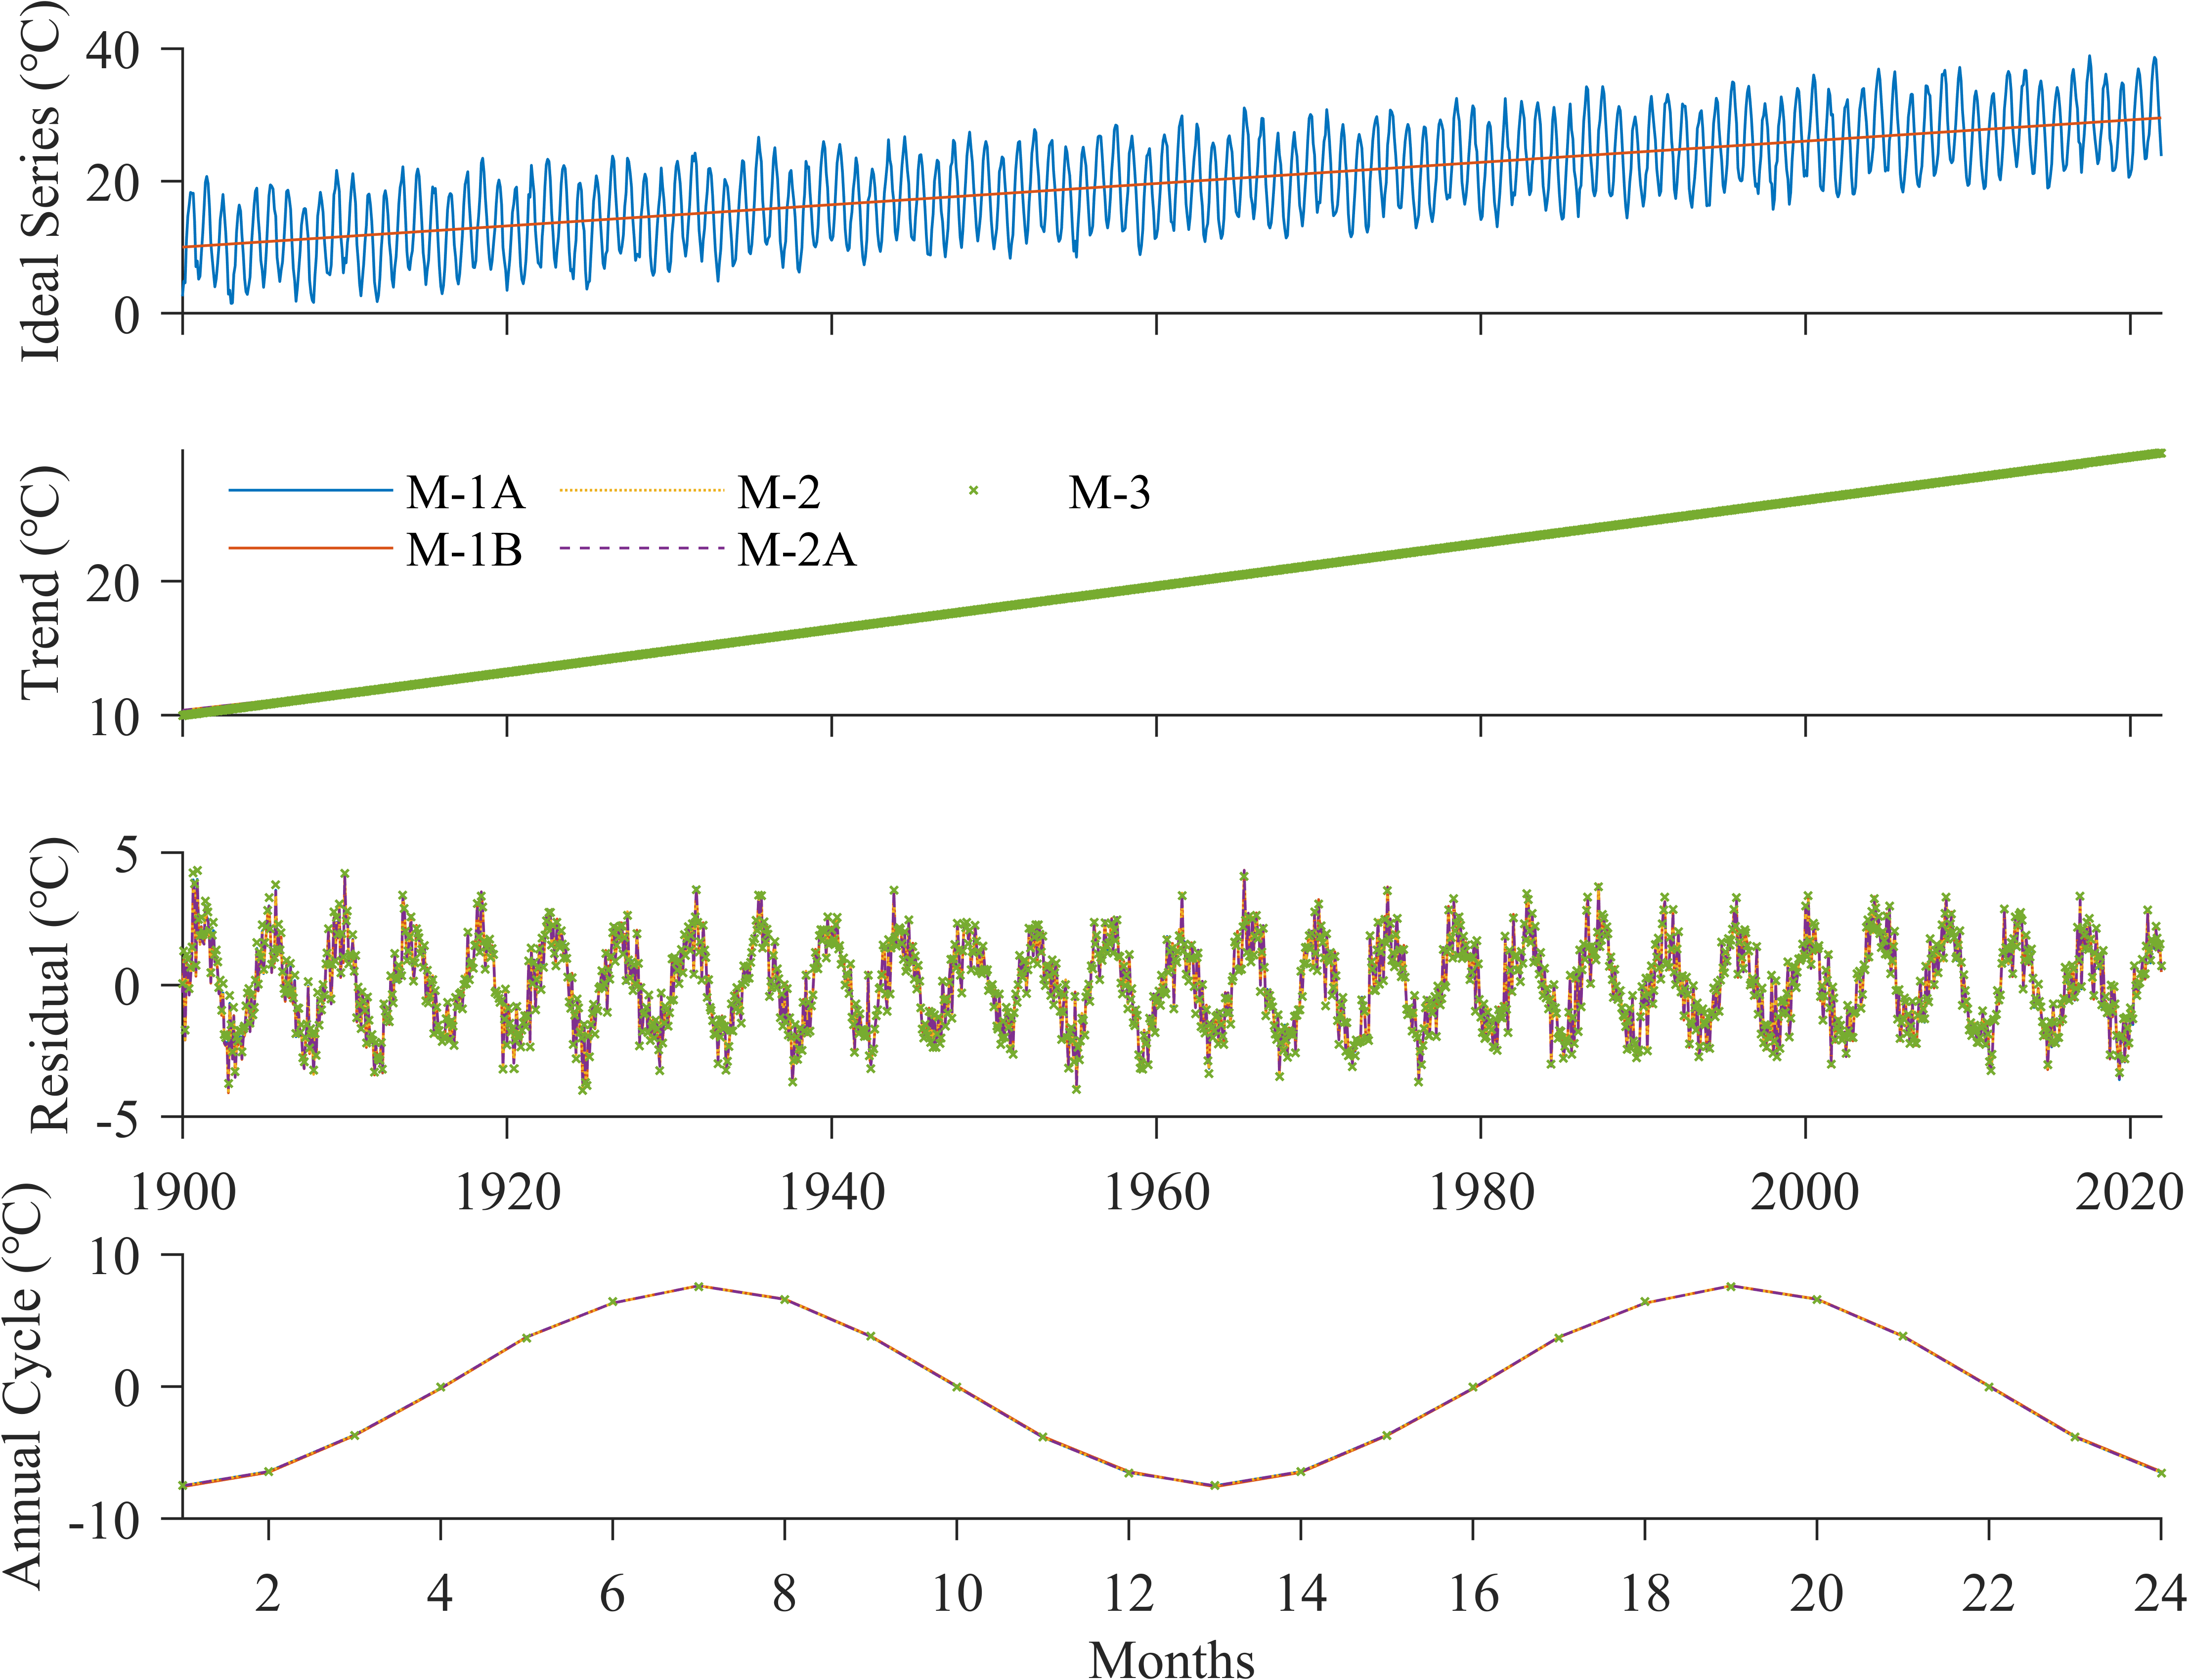 Ideal Series (°C)
40
20
0
Trend (°C)
20
10
M-1A
M-2
M-3
M-1B
M-2A
Residual (°C)
5
0
-5
1900 1920 1940 1960 1980 2000 2020
Annual Cycle (°C)
10
0
-10
2 4 6 8 10 12 14 16 18 20 22 24
Months